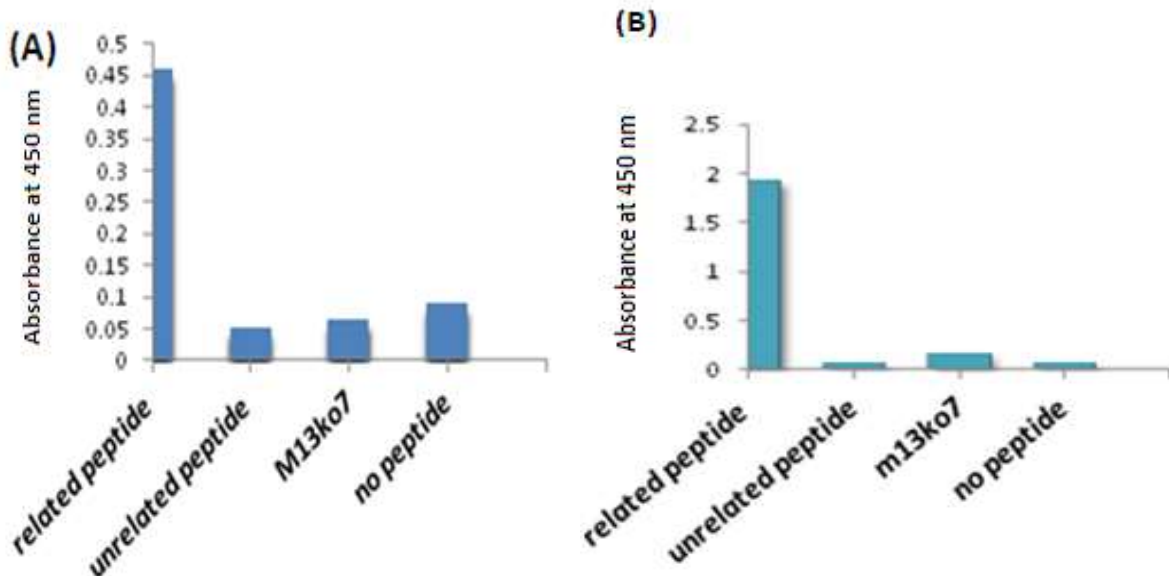 (A)
Absorbance at 450 nm
0.5
0.45
0.4
0.35
0.3
0.25
0.2
0.15
0.1
0.05
0
related peptide
unrelated peptide
M13ko7
no peptide
(B)
Absorbance at 450 nm
2.5
2
1.5
1
0.5
0
related peptide
unrelated peptide
m13ko7
no peptide